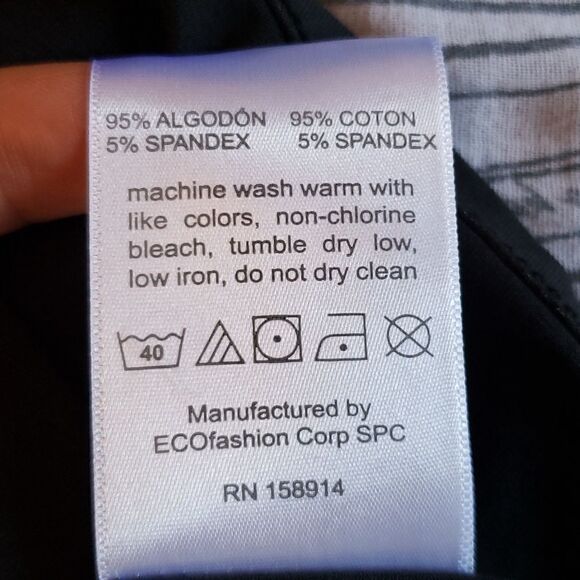 95% ALGODÓN 95% COTON
5% SPANDEX 5% SPANDEX
machine wash warm with
like colors, non-chlorine
bleach, tumble dry low,
low iron, do not dry clean
40
Manufactured by
ECOfashion Corp SPC
RN 158914